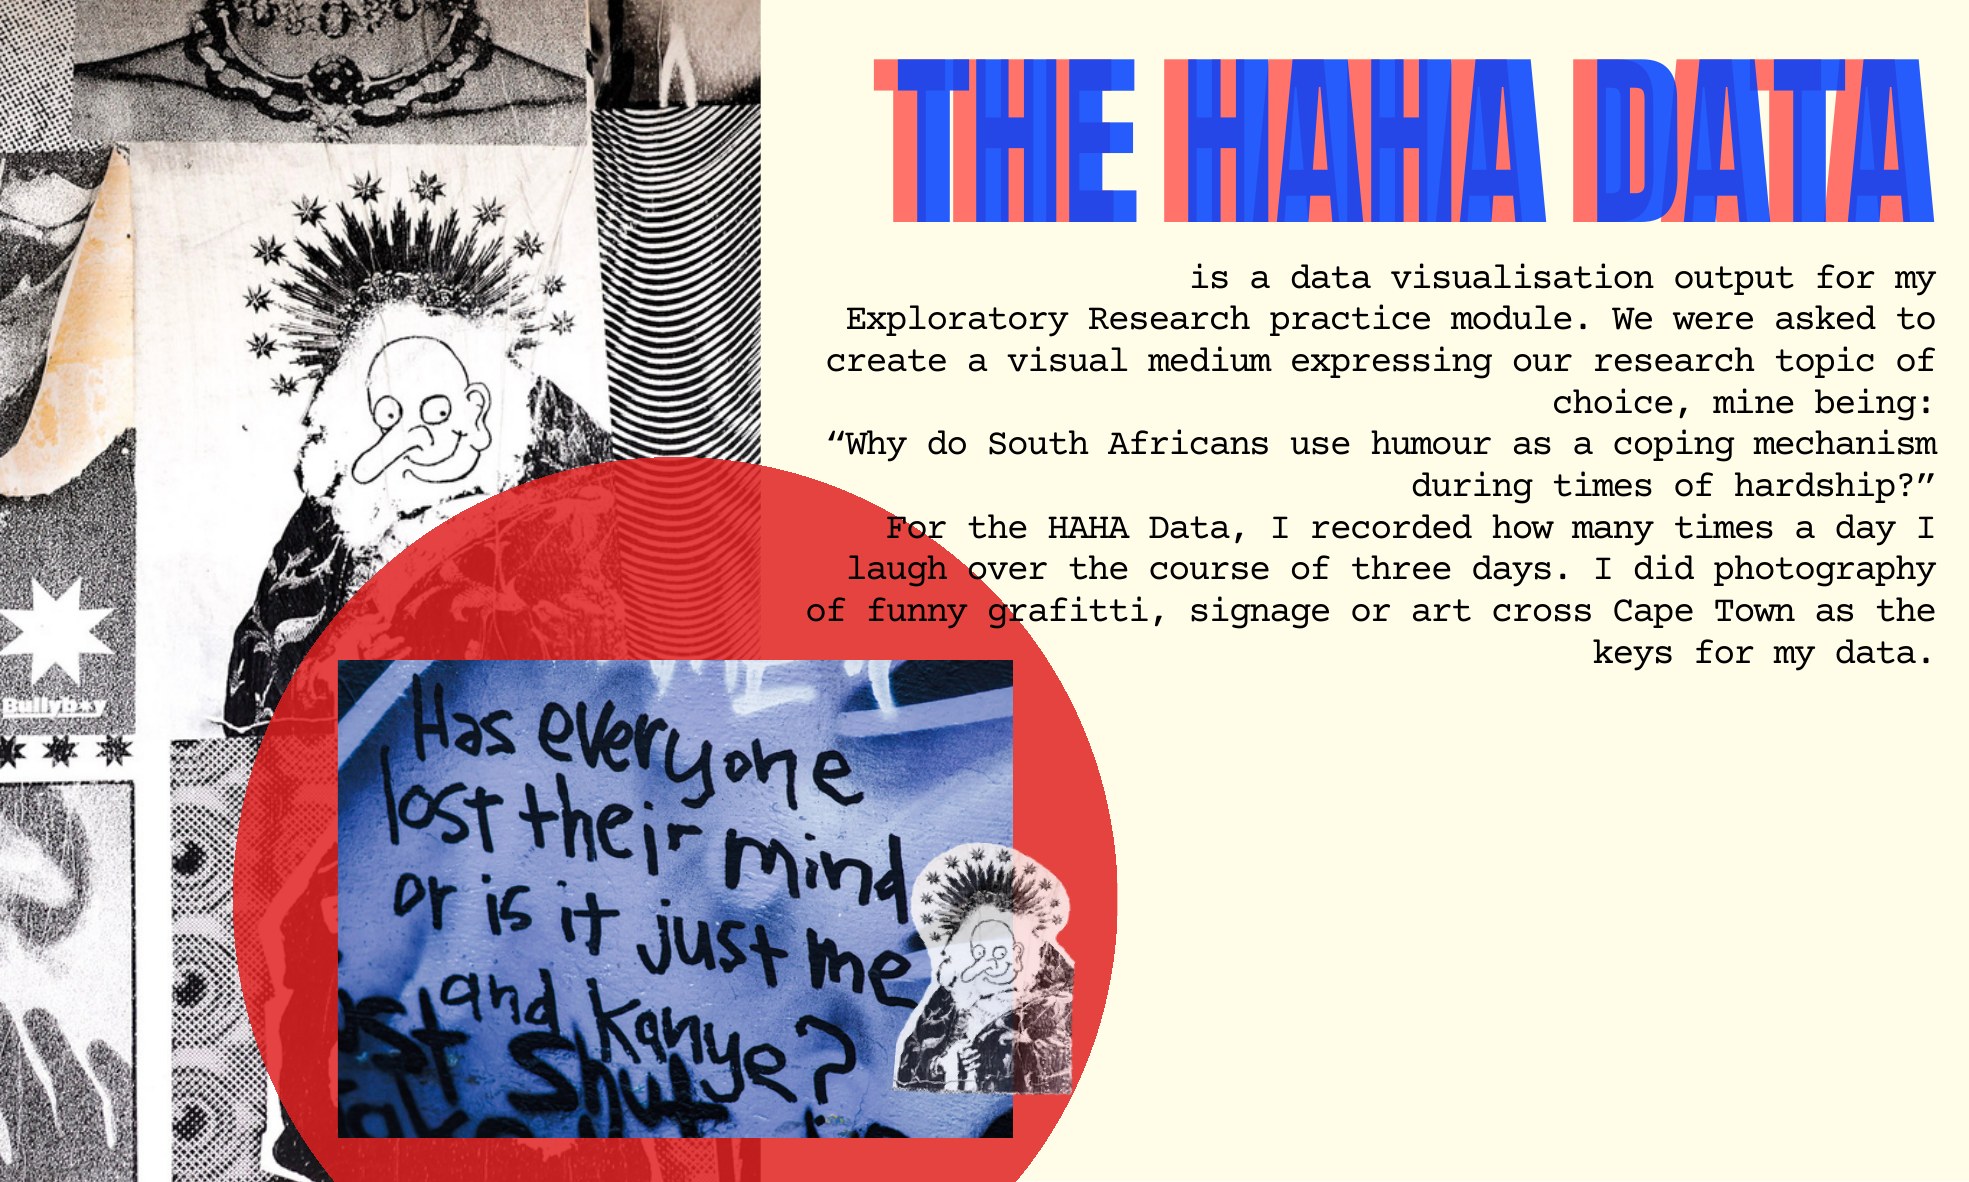 THE HAHA DATA
is a data visualisation output for my
Exploratory Research practice module. We were asked to
create a visual medium expressing our research topic of
choice, mine being:
“Why do South Africans use humour as a coping mechanism
during times of hardship?”
For the HAHA Data, I recorded how many times a day I
laugh over the course of three days. I did photography
of funny grafitti, signage or art cross Cape Town as the
keys for my data.
Bullyb★y
Has everyone
lost their mind
or is it just me
and Kanye?
Shut